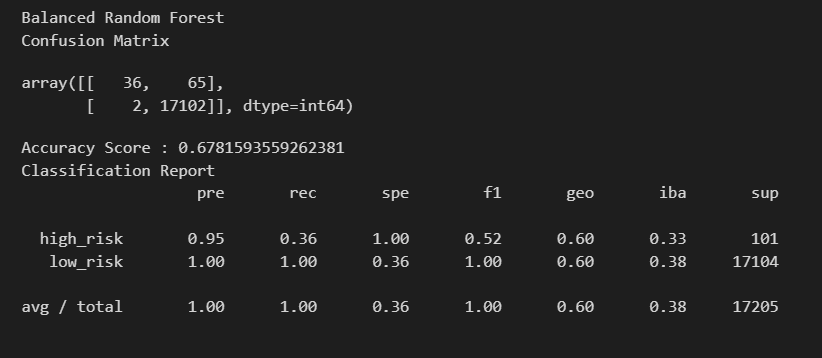 Balanced Random Forest
Confusion Matrix
array([[   36,    65],
       [    2, 17102]], dtype=int64)
Accuracy Score : 0.6781593559262381
Classification Report
                   pre       rec       spe        f1       geo       iba       sup
  high_risk       0.95      0.36      1.00      0.52      0.60      0.33       101
   low_risk       1.00      1.00      0.36      1.00      0.60      0.38     17104
avg / total       1.00      1.00      0.36      1.00      0.60      0.38     17205